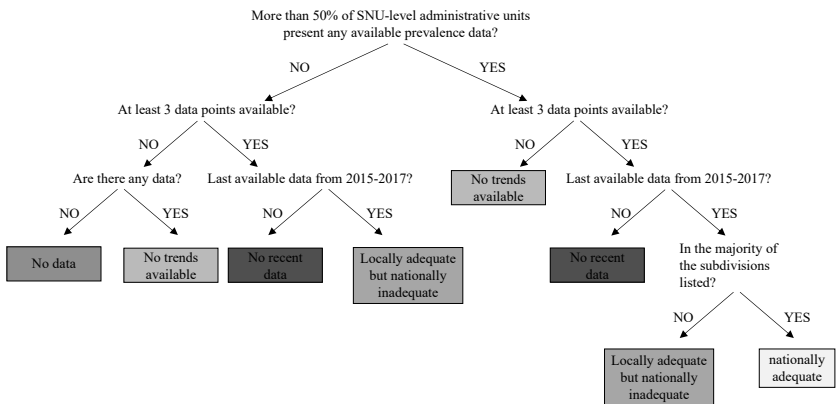 More than 50% of SNU-level administrative units
present any available prevalence data?
NO
YES
At least 3 data points available?
At least 3 data points available?
NO
YES
NO
YES
Are there any data?
Last available data from 2015-2017?
No trends
available
Last available data from 2015-2017?
NO
YES
NO
YES
NO
YES
No data
No trends
available
No recent
data
Locally adequate
but nationally
inadequate
No recent
data
In the majority of
the subdivisions
listed?
NO
YES
Locally adequate
but nationally
inadequate
nationally
adequate